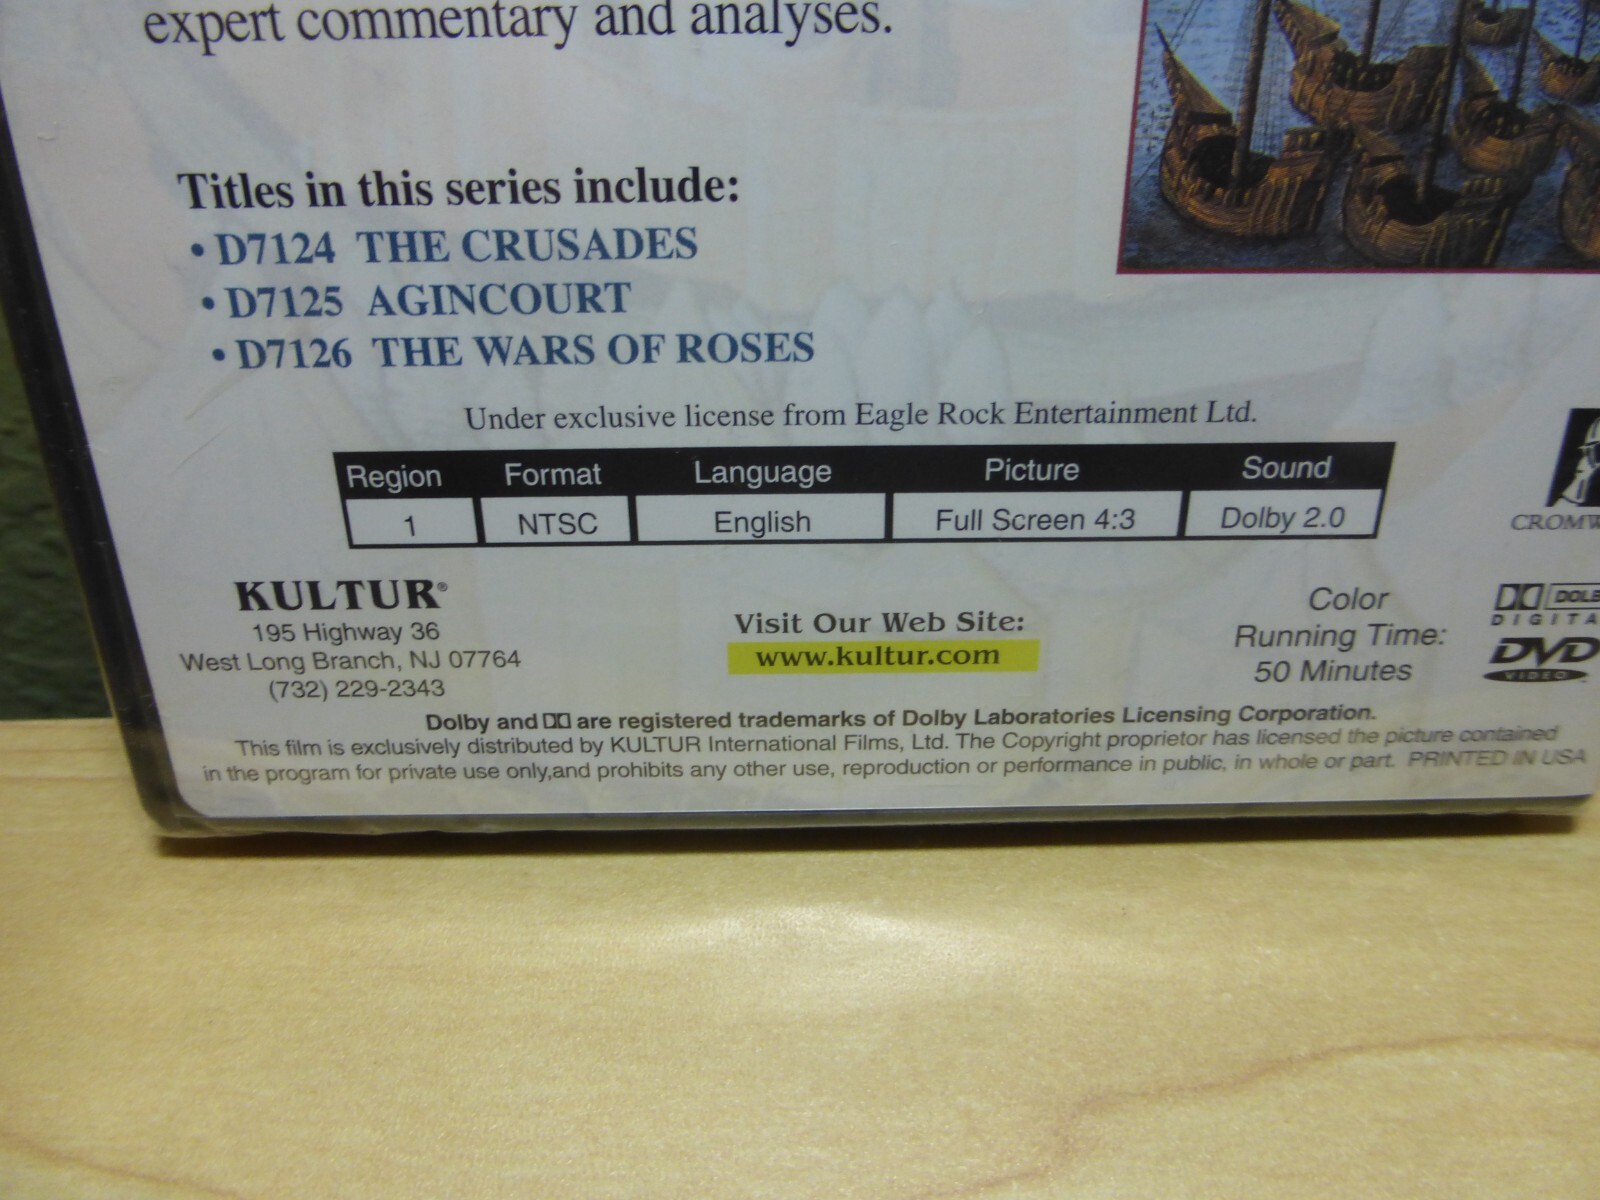 expert commentary and analyses.
Titles in this series include:
• D7124 THE CRUSADES
• D7125 AGINCOURT
• D7126 THE WARS OF ROSES
Under exclusive license from Eagle Rock Entertainment Ltd.
Region Format Language Picture Sound
1 NTSC English Full Screen 4:3 Dolby 2.0
CROMW
KULTUR®
195 Highway 36
West Long Branch, NJ 07764
(732) 229-2343
Visit Our Web Site:
www.kultur.com
Color
Running Time:
50 Minutes
DOLB
DIGITA
DVD
VIDEO
Dolby and are registered trademarks of Dolby Laboratories Licensing Corporation.
This film is exclusively distributed by KULTUR International Films, Ltd. The Copyright proprietor has licensed the picture contained
in the program for private use only,and prohibits any other use, reproduction or performance in public, in whole or part. PRINTED IN USA